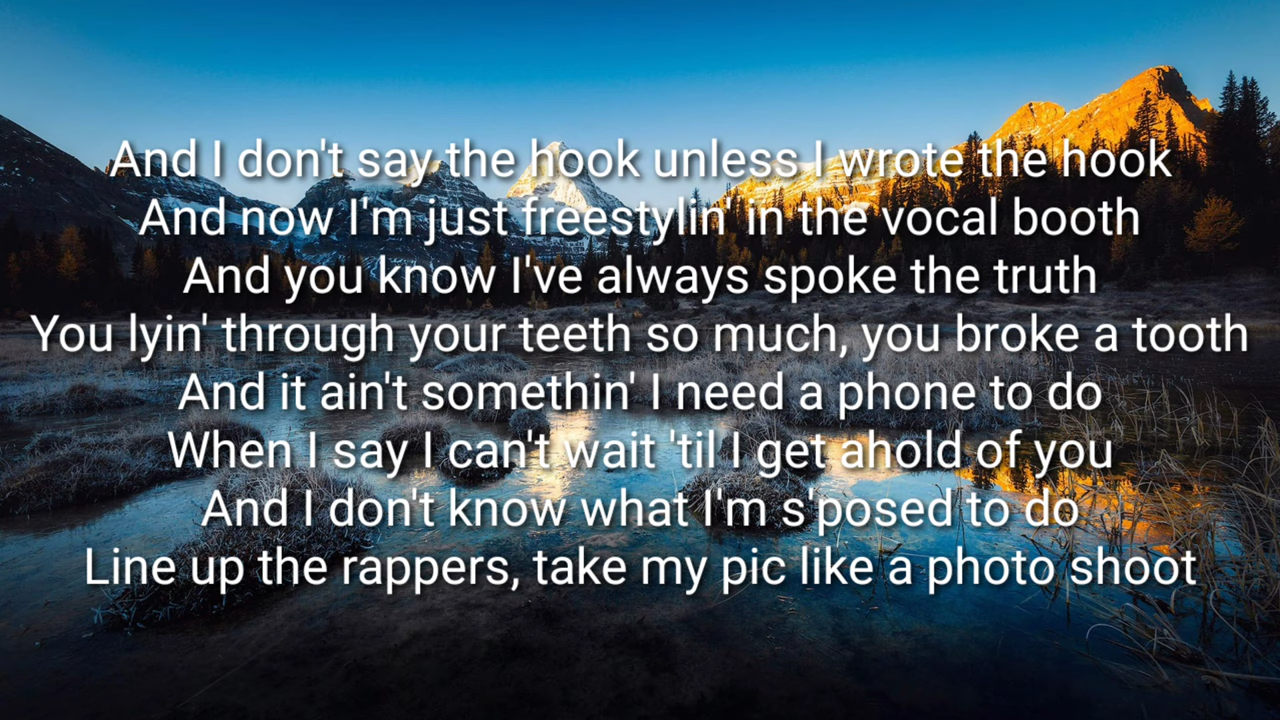 And I don't say the hook unless I wrote the hook
And now I'm just freestylin' in the vocal booth
And you know I've always spoke the truth
You lyin' through your teeth so much, you broke a tooth
And it ain't somethin' I need a phone to do
When I say I can't wait 'til I get ahold of you
And I don't know what I'm s'posed to do
Line up the rappers, take my pic like a photo shoot